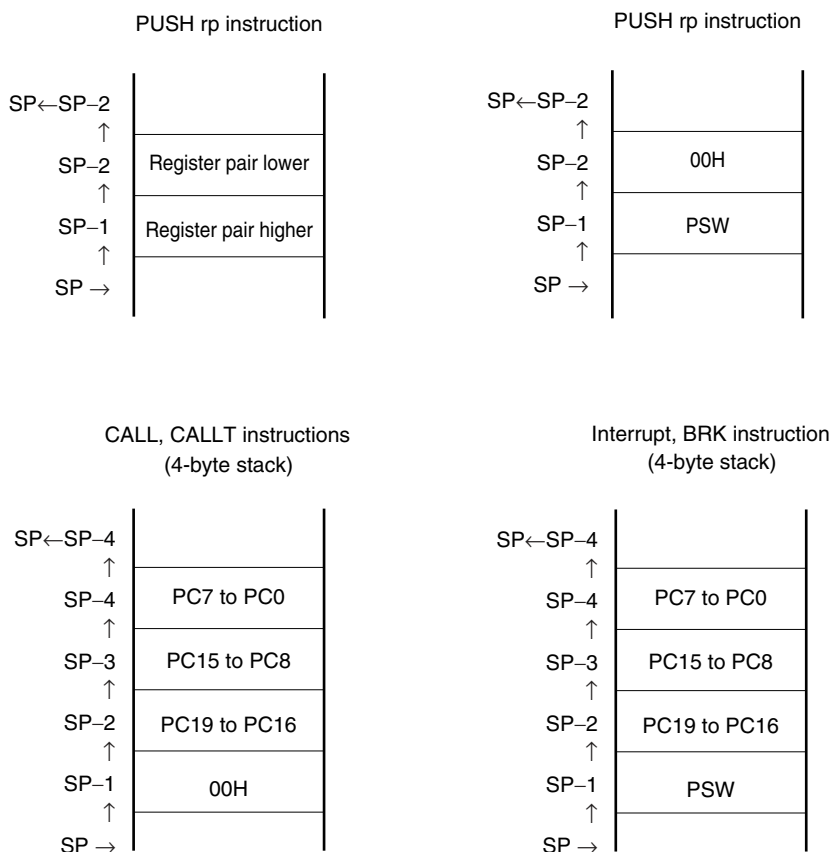 PUSH rp instruction
SP←SP–2
↑
SP–2
↑
SP–1
↑
SP →
Register pair lower
Register pair higher
PUSH rp instruction
SP←SP–2
↑
SP–2
↑
SP–1
↑
SP →
00H
PSW
CALL, CALLT instructions
(4-byte stack)
SP←SP–4
↑
SP–4
↑
SP–3
↑
SP–2
↑
SP–1
↑
SP →
PC7 to PC0
PC15 to PC8
PC19 to PC16
00H
Interrupt, BRK instruction
(4-byte stack)
SP←SP–4
↑
SP–4
↑
SP–3
↑
SP–2
↑
SP–1
↑
SP →
PC7 to PC0
PC15 to PC8
PC19 to PC16
PSW